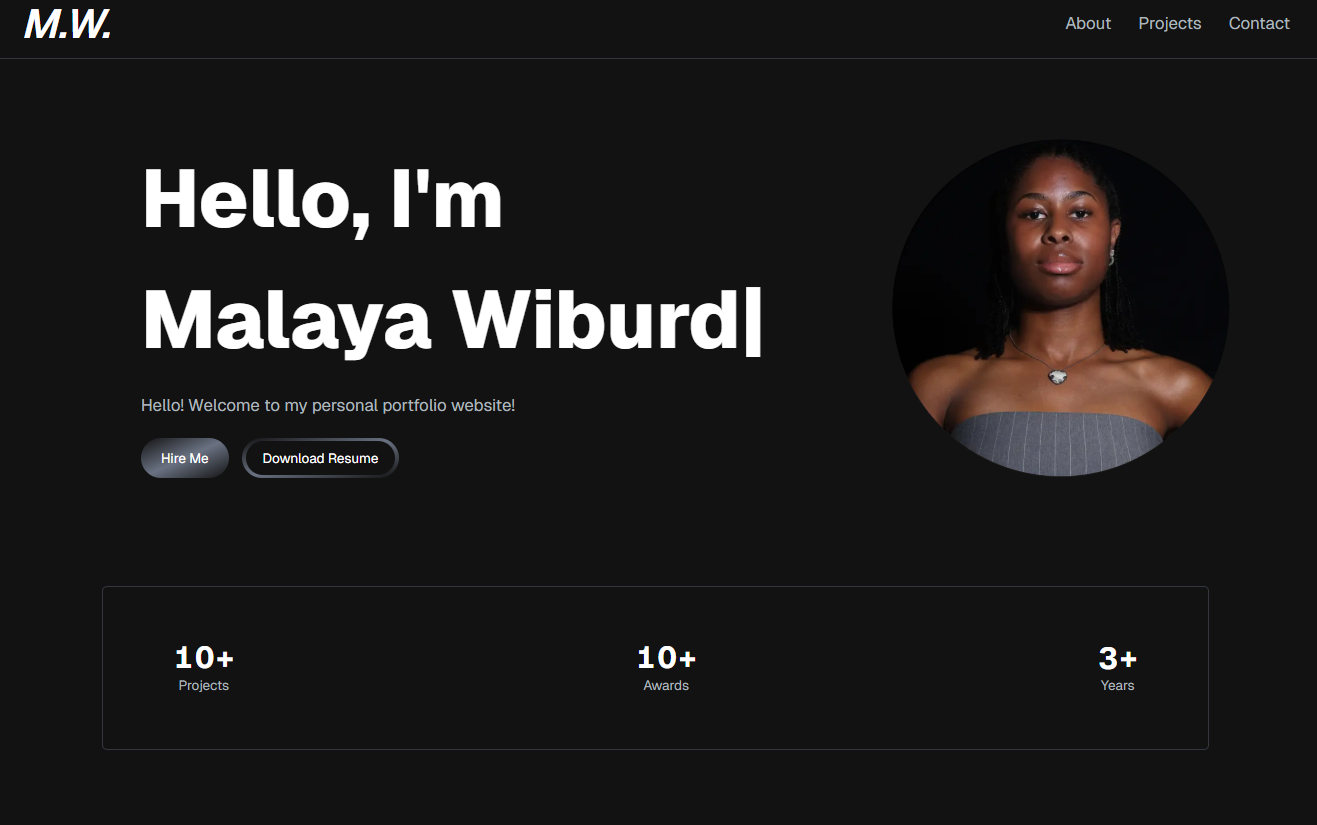 M.W.
About Projects Contact
Hello, I'm
Malaya Wiburd|
Hello! Welcome to my personal portfolio website!
Hire Me Download Resume
10+ 10+ 3+
Projects Awards Years